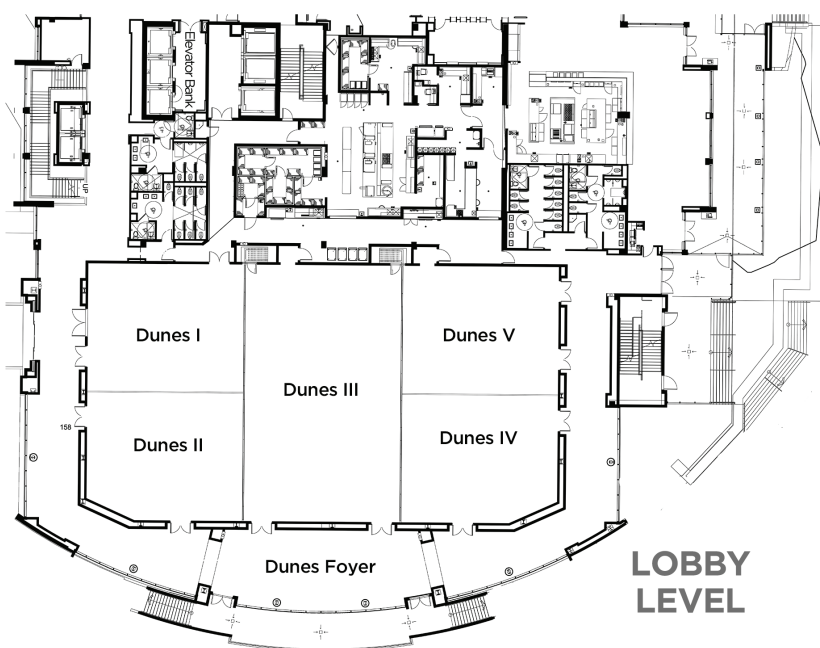 Elevator Bank
UP
Dunes I
Dunes V
Dunes III
158
Dunes II
Dunes IV
Dunes Foyer
LOBBY
LEVEL